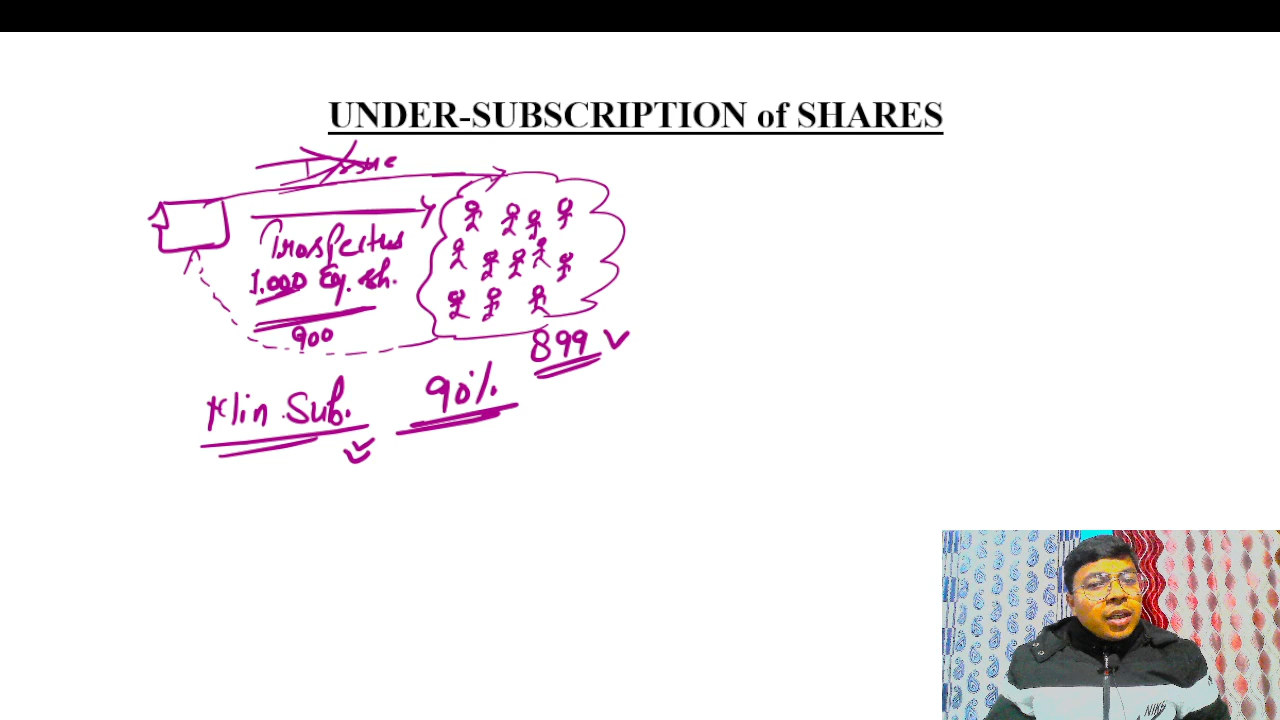 UNDER-SUBSCRIPTION of SHARES
Issue
Prospectus
1,000 Eq. sh.
900
899
Min Sub. 90%